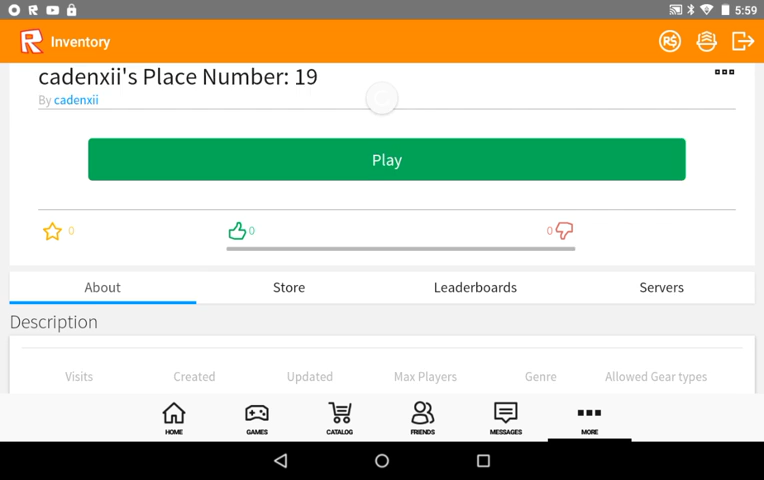 5:59
R Inventory R$
cadenxii's Place Number: 19
By cadenxii
Play
0 0 0
About Store Leaderboards Servers
Description
Visits Created Updated Max Players Genre Allowed Gear types
HOME GAMES CATALOG FRIENDS MESSAGES MORE